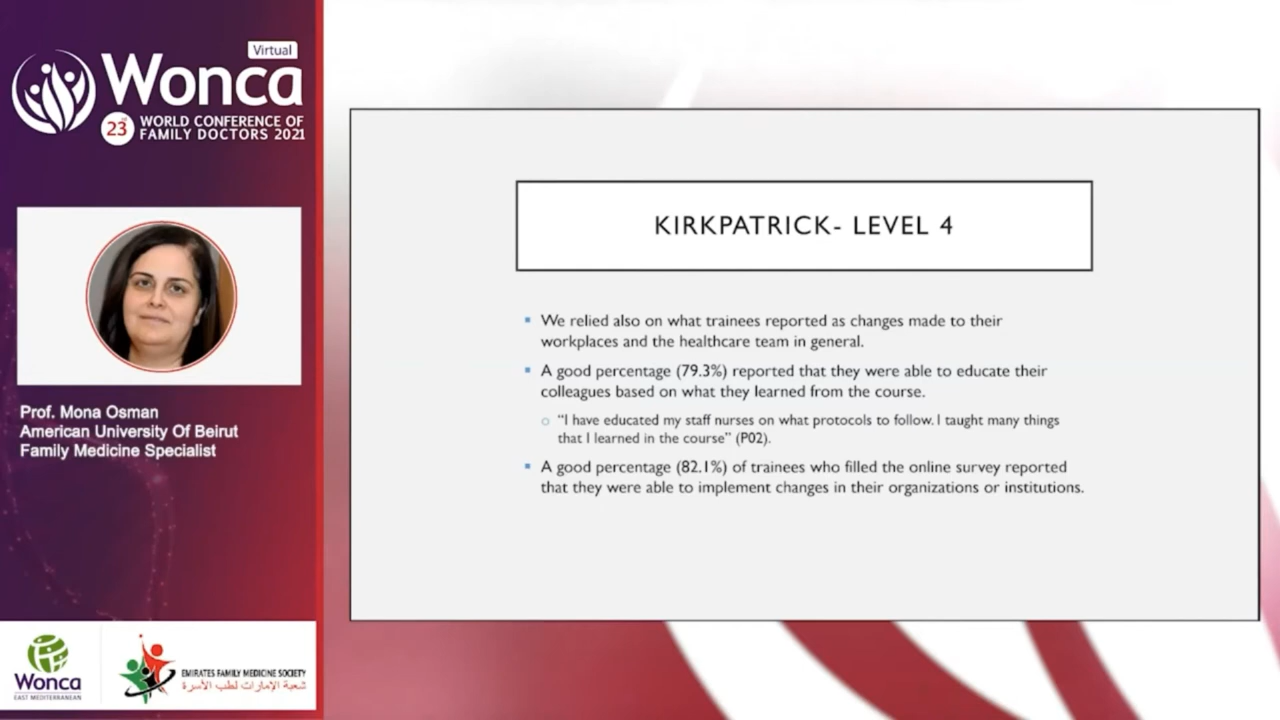 Virtual
Wonca
23rd WORLD CONFERENCE OF
FAMILY DOCTORS 2021
Prof. Mona Osman
American University Of Beirut
Family Medicine Specialist
Wonca
EAST MEDITERRANEAN
EMIRATES FAMILY MEDICINE SOCIETY
شعبة الإمارات لطب الأسرة
KIRKPATRICK- LEVEL 4
We relied also on what trainees reported as changes made to their
workplaces and the healthcare team in general.
A good percentage (79.3%) reported that they were able to educate their
colleagues based on what they learned from the course.
“I have educated my staff nurses on what protocols to follow. I taught many things
that I learned in the course” (P02).
A good percentage (82.1%) of trainees who filled the online survey reported
that they were able to implement changes in their organizations or institutions.